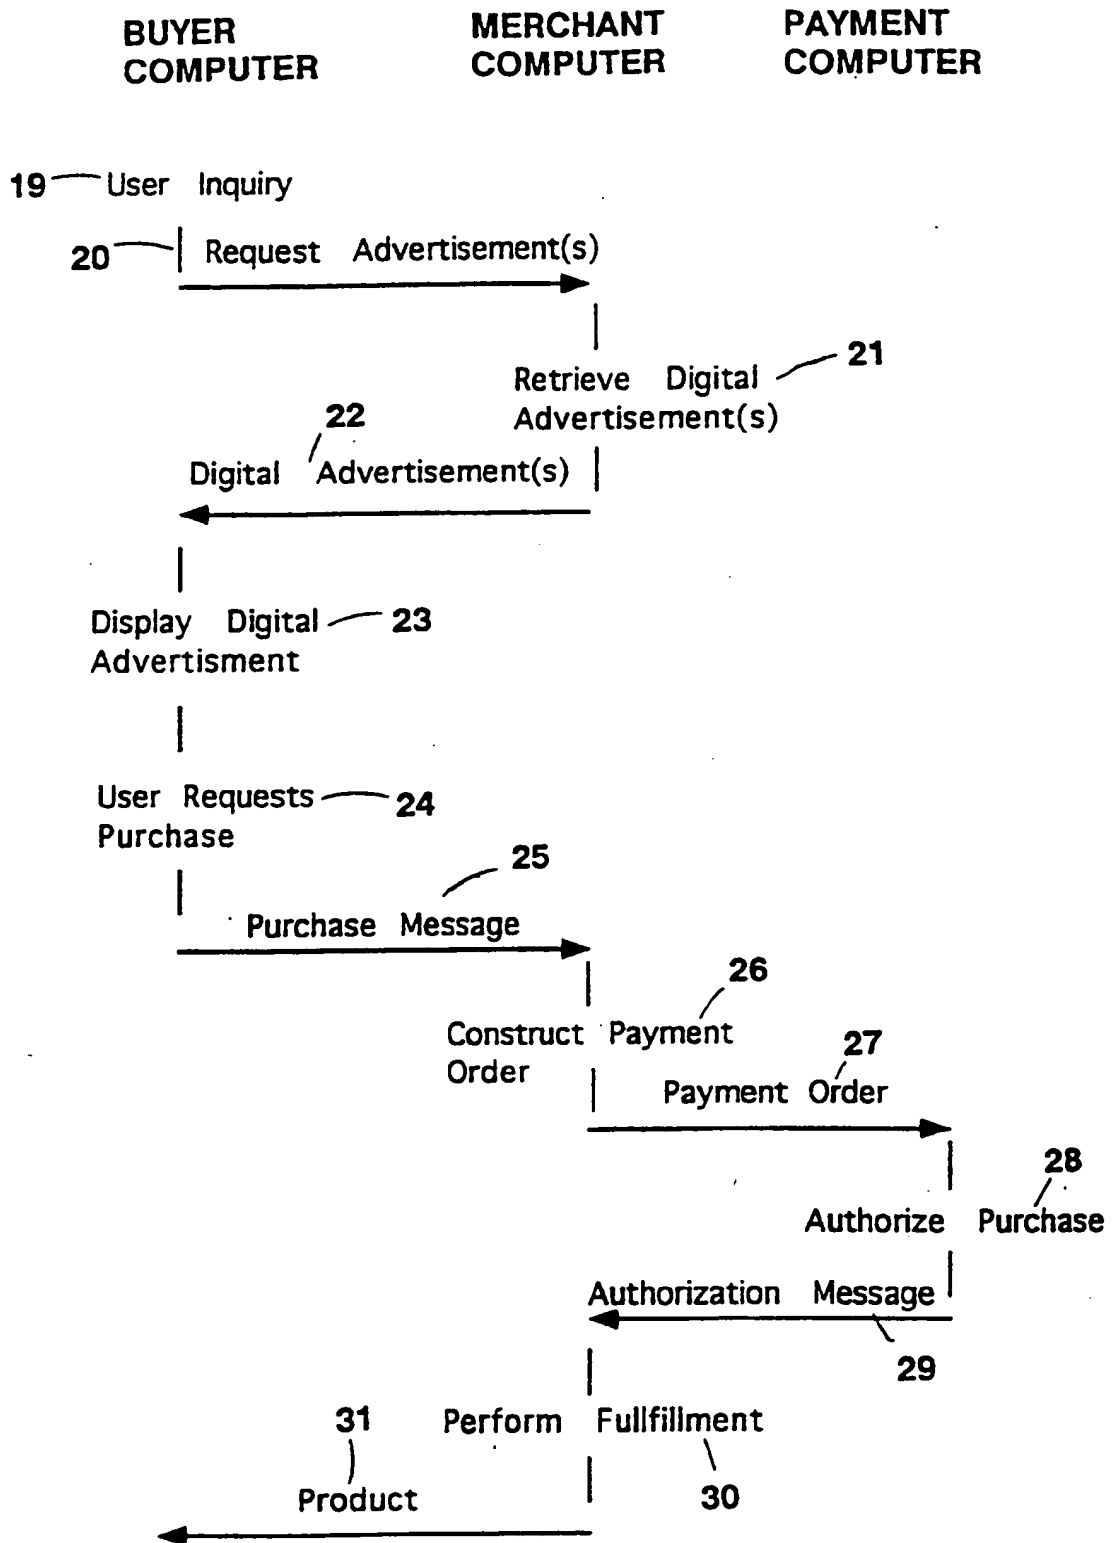 BUYER COMPUTER
MERCHANT COMPUTER
PAYMENT COMPUTER
19 User Inquiry
20 Request Advertisement(s)
21
Retrieve Digital
Advertisement(s)
22
Digital Advertisement(s)
Display Digital 23
Advertisment
User Requests 24
Purchase
25
Purchase Message
26
Construct Payment
Order
27
Payment Order
28
Authorize Purchase
Authorization Message
29
31 Perform Fullfillment
Product 30